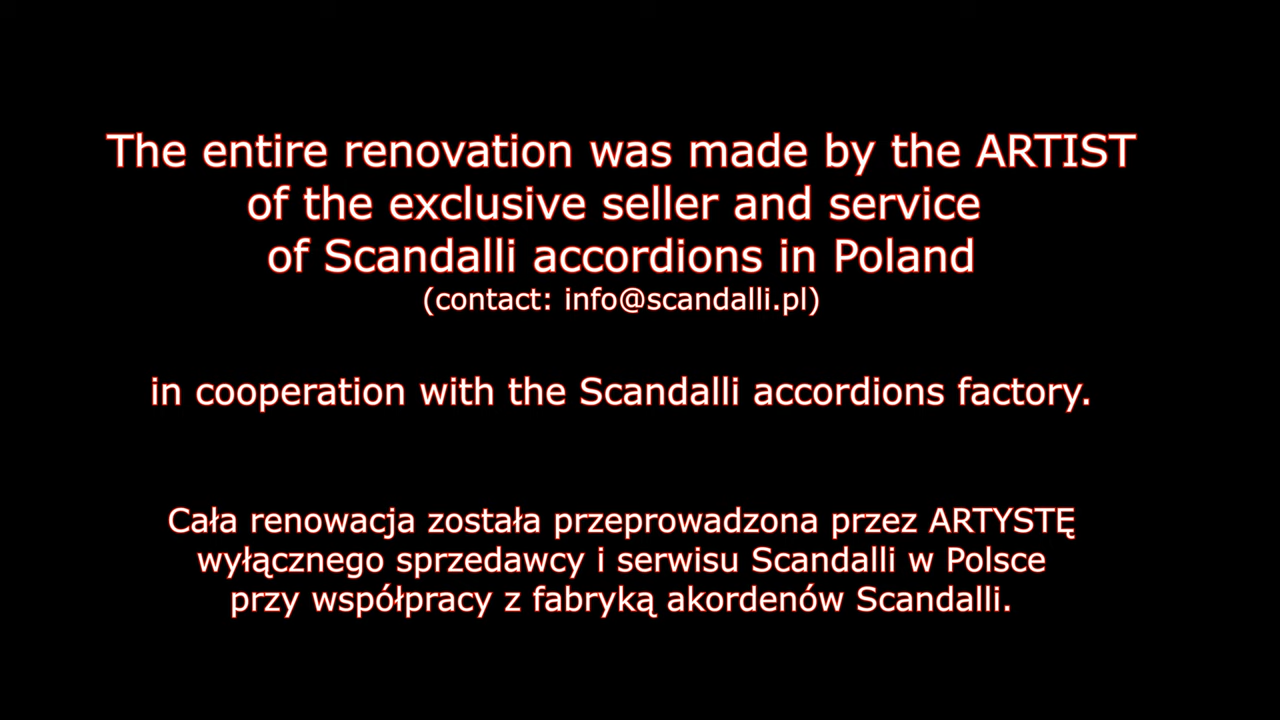 The entire renovation was made by the ARTIST
of the exclusive seller and service
of Scandalli accordions in Poland
(contact: info@scandalli.pl)
in cooperation with the Scandalli accordions factory.
Cała renowacja została przeprowadzona przez ARTYSTĘ
wyłącznego sprzedawcy i serwisu Scandalli w Polsce
przy współpracy z fabryką akordenów Scandalli.